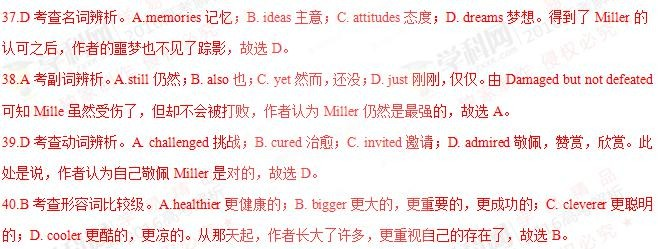 37.D 考查名词辨析。A.memories 记忆；B. ideas 主意；C. attitudes 态度；D. dreams 梦想。得到了 Miller 的
认可之后，作者的噩梦也不见了踪影，故选 D。
38.A 考副词辨析。A.still 仍然；B. also 也；C. yet 然而，还没；D. just 刚刚，仅仅。由 Damaged but not defeated
可知 Mille 虽然受伤了，但却不会被打败，作者认为 Miller 仍然是最强的，故选 A。
39.D 考查动词辨析。A. challenged 挑战；B. cured 治愈；C. invited 邀请；D. admired 敬佩，赞赏，欣赏。此
处是说，作者认为自己敬佩 Miller 是对的，故选 D。
40.B 考查形容词比较级。A.healthier 更健康的；B. bigger 更大的，更重要的，更成功的；C. cleverer 更聪明
的；D. cooler 更酷的，更凉的。从那天起，作者长大了许多，更重视自己的存在了，故选 B。